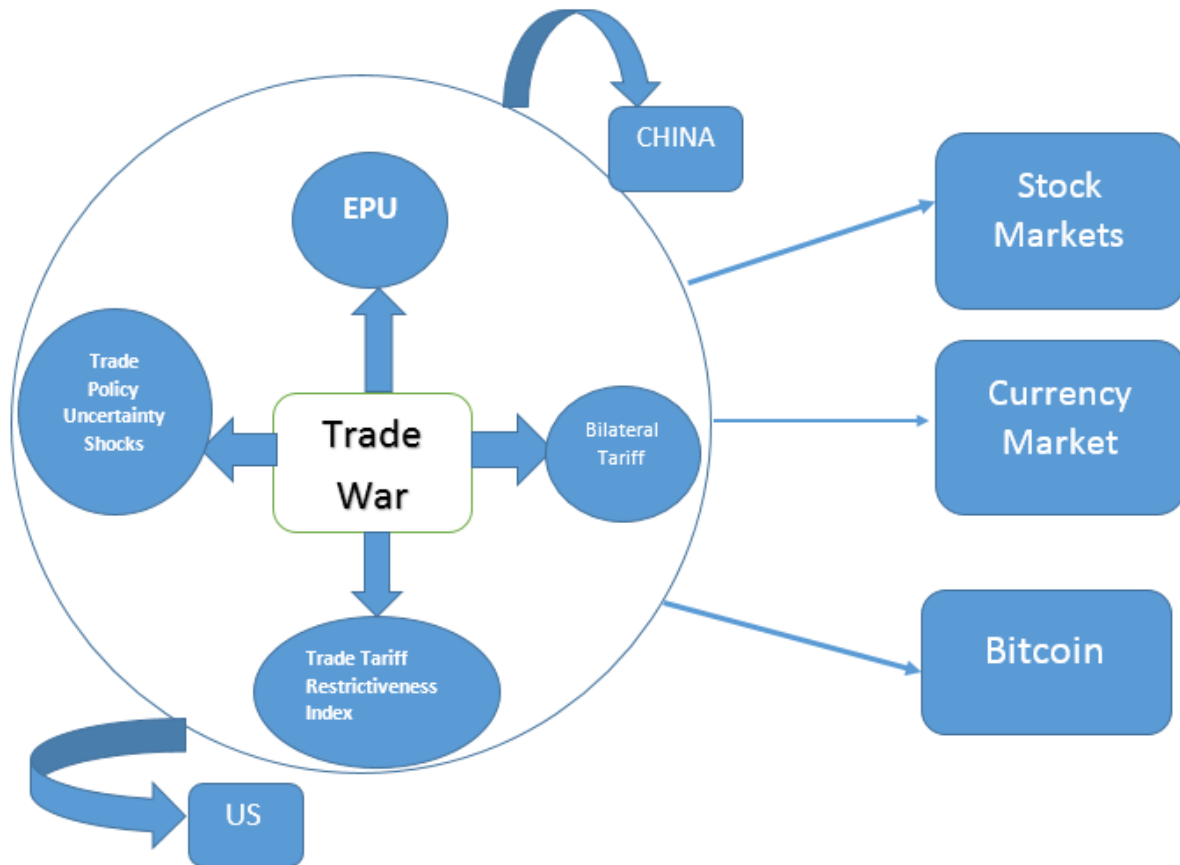 CHINA
EPU
Trade
Policy
Uncertainty
Shocks
Trade
War
Bilateral
Tariff
Trade Tariff
Restrictiveness
Index
US
Stock
Markets
Currency
Market
Bitcoin